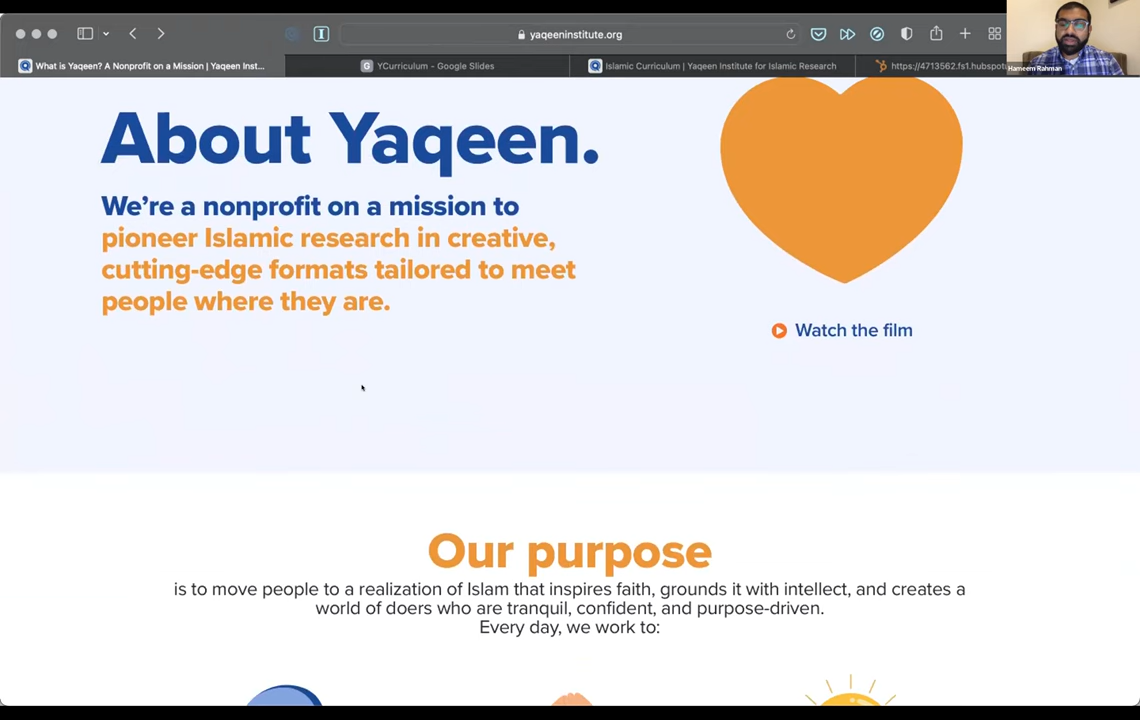 yaqeeninstitute.org
What is Yaqeen? A Nonprofit on a Mission | Yaqeen Inst...
YCurriculum - Google Slides
Islamic Curriculum | Yaqeen Institute for Islamic Research
https://4713562.fs1.hubspotu
Hameem Rahman
About Yaqeen.
We're a nonprofit on a mission to
pioneer Islamic research in creative,
cutting-edge formats tailored to meet
people where they are.
Watch the film
Our purpose
is to move people to a realization of Islam that inspires faith, grounds it with intellect, and creates a
world of doers who are tranquil, confident, and purpose-driven.
Every day, we work to: